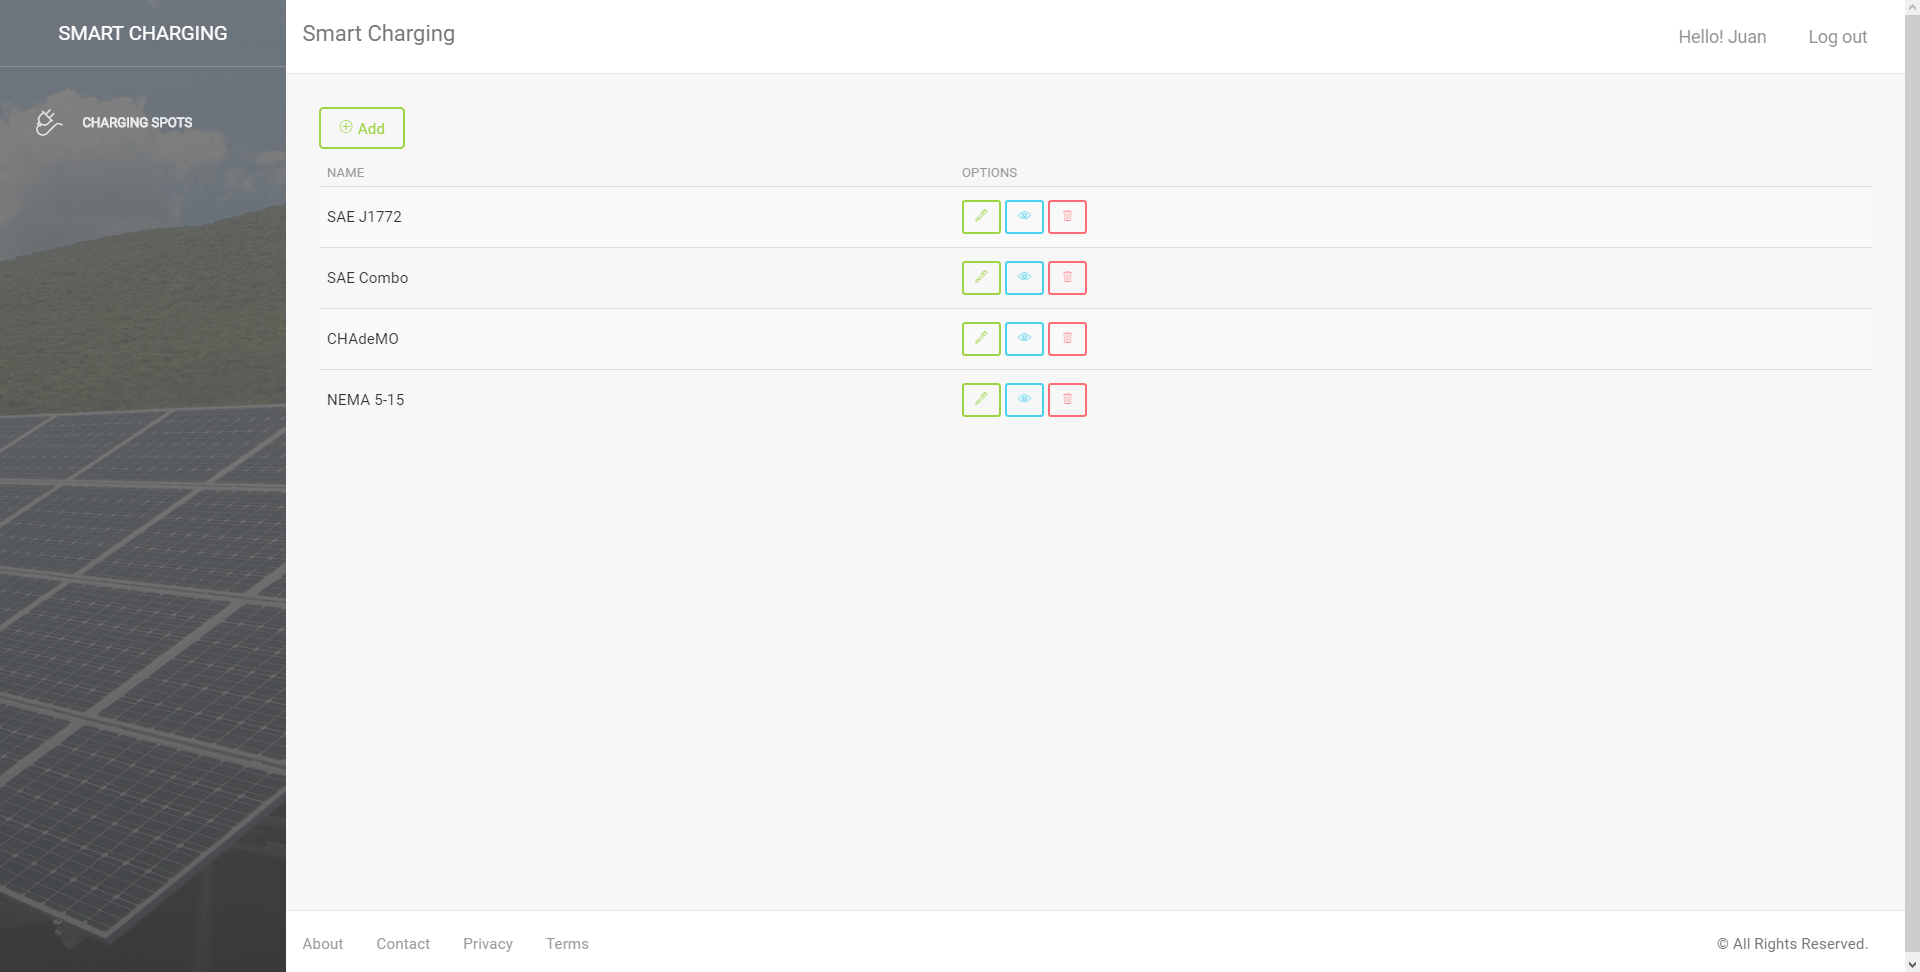 SMART CHARGING
CHARGING SPOTS
Smart Charging
Hello! Juan
Log out
Add
NAME OPTIONS
SAE J1772
SAE Combo
CHAdeMO
NEMA 5-15
About Contact Privacy Terms
© All Rights Reserved.